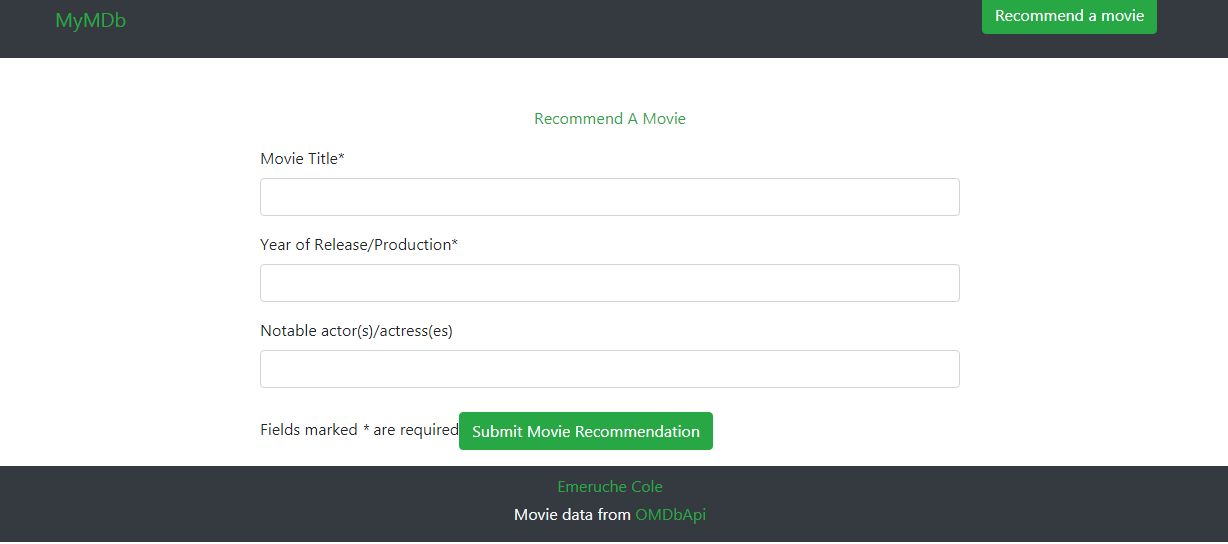 MyMDb
Recommend a movie
Recommend A Movie
Movie Title*
Year of Release/Production*
Notable actor(s)/actress(es)
Fields marked * are required
Submit Movie Recommendation
Emeruche Cole
Movie data from OMDbApi